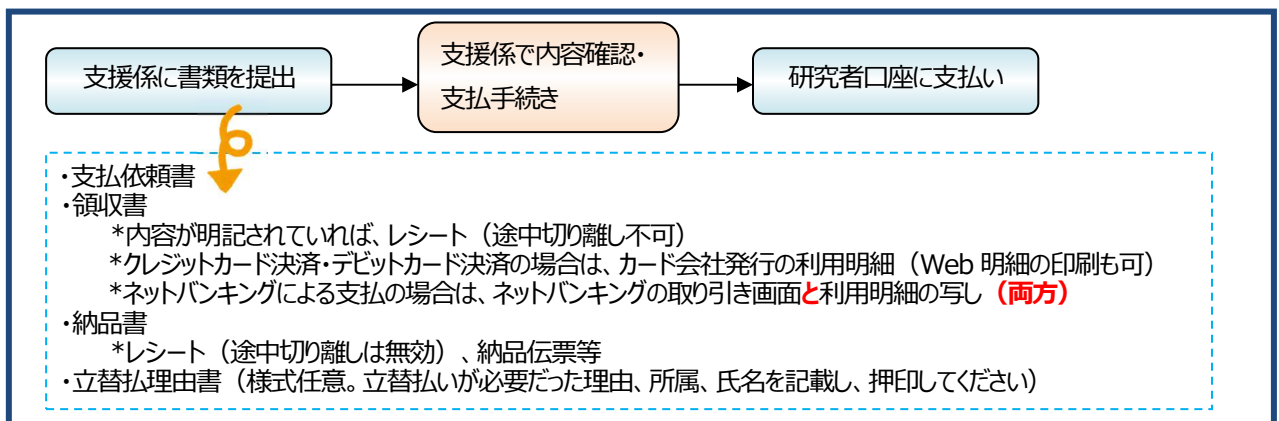 支援係に書類を提出
支援係で内容確認・
支払手続き
研究者口座に支払い
・支払依頼書
・領収書
*内容が明記されていれば、レシート（途中切り離し不可）
*クレジットカード決済・デビットカード決済の場合は、カード会社発行の利用明細（Web 明細の印刷も可）
*ネットバンキングによる支払の場合は、ネットバンキングの取り引き画面と利用明細の写し（両方）
・納品書
*レシート（途中切り離しは無効）、納品伝票等
・立替払理由書（様式任意。立替払いが必要だった理由、所属、氏名を記載し、押印してください）